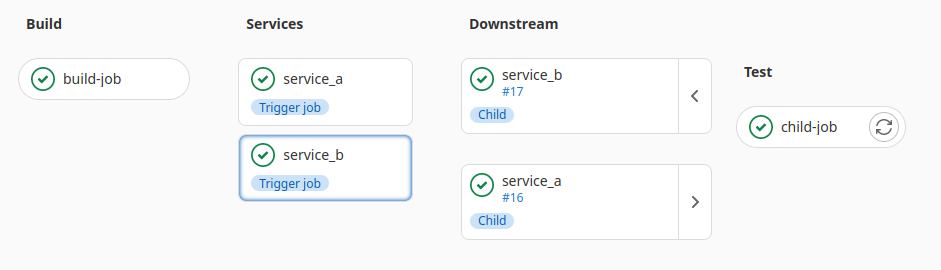 Build
build-job
Services
service_a
Trigger job
service_b
Trigger job
Downstream
service_b
#17
Child
service_a
#16
Child
Test
child-job